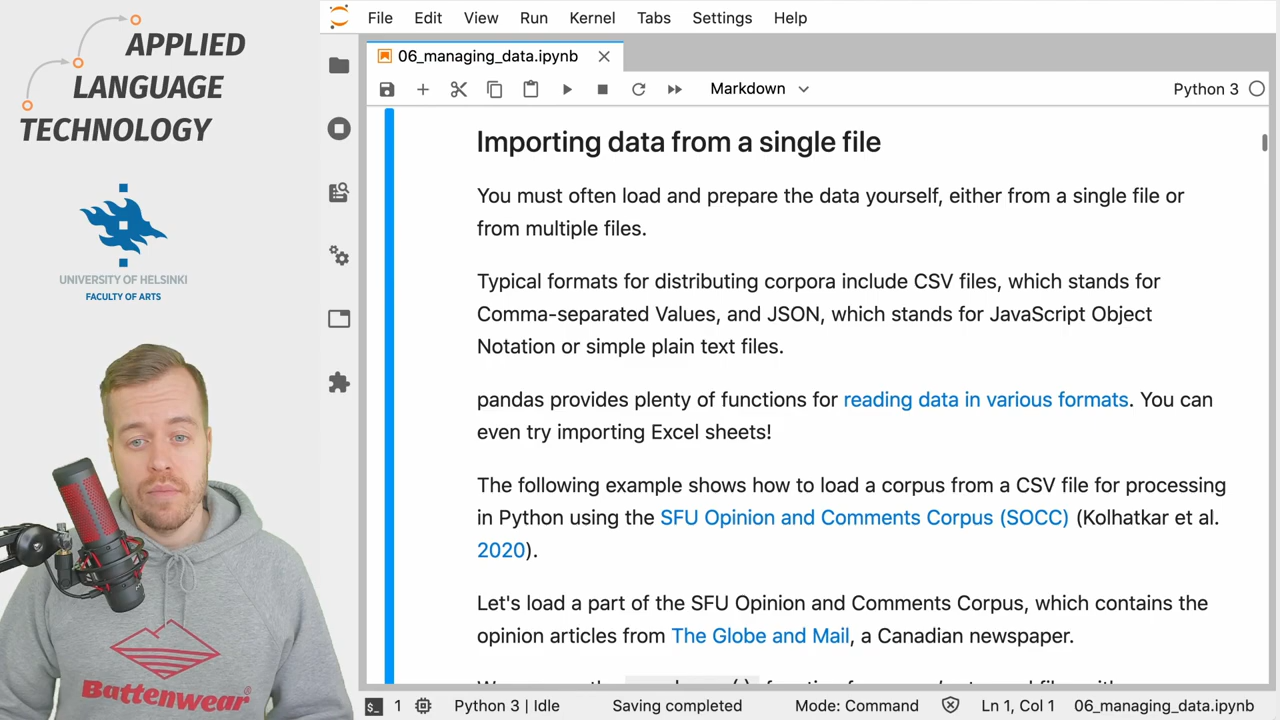 APPLIED
LANGUAGE
TECHNOLOGY
UNIVERSITY OF HELSINKI
FACULTY OF ARTS
Battenwear
File Edit View Run Kernel Tabs Settings Help
06_managing_data.ipynb
Markdown
Python 3
Importing data from a single file
You must often load and prepare the data yourself, either from a single file or
from multiple files.
Typical formats for distributing corpora include CSV files, which stands for
Comma-separated Values, and JSON, which stands for JavaScript Object
Notation or simple plain text files.
pandas provides plenty of functions for reading data in various formats. You can
even try importing Excel sheets!
The following example shows how to load a corpus from a CSV file for processing
in Python using the SFU Opinion and Comments Corpus (SOCC) (Kolhatkar et al.
2020).
Let's load a part of the SFU Opinion and Comments Corpus, which contains the
opinion articles from The Globe and Mail, a Canadian newspaper.
1 Python 3 | Idle Saving completed Mode: Command Ln 1, Col 1 06_managing_data.ipynb